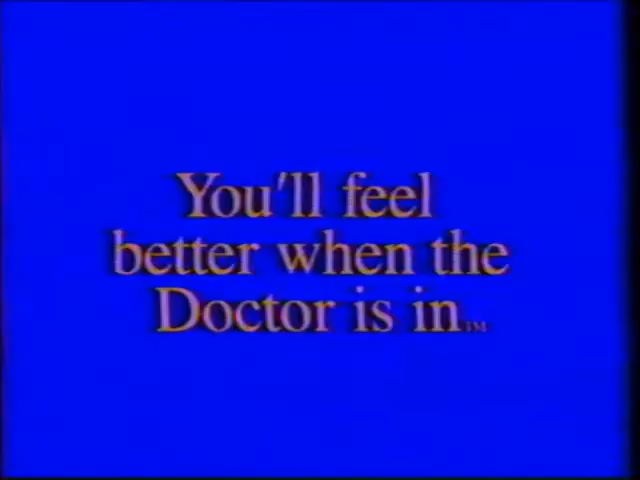 You'll feel
better when the
Doctor is in™